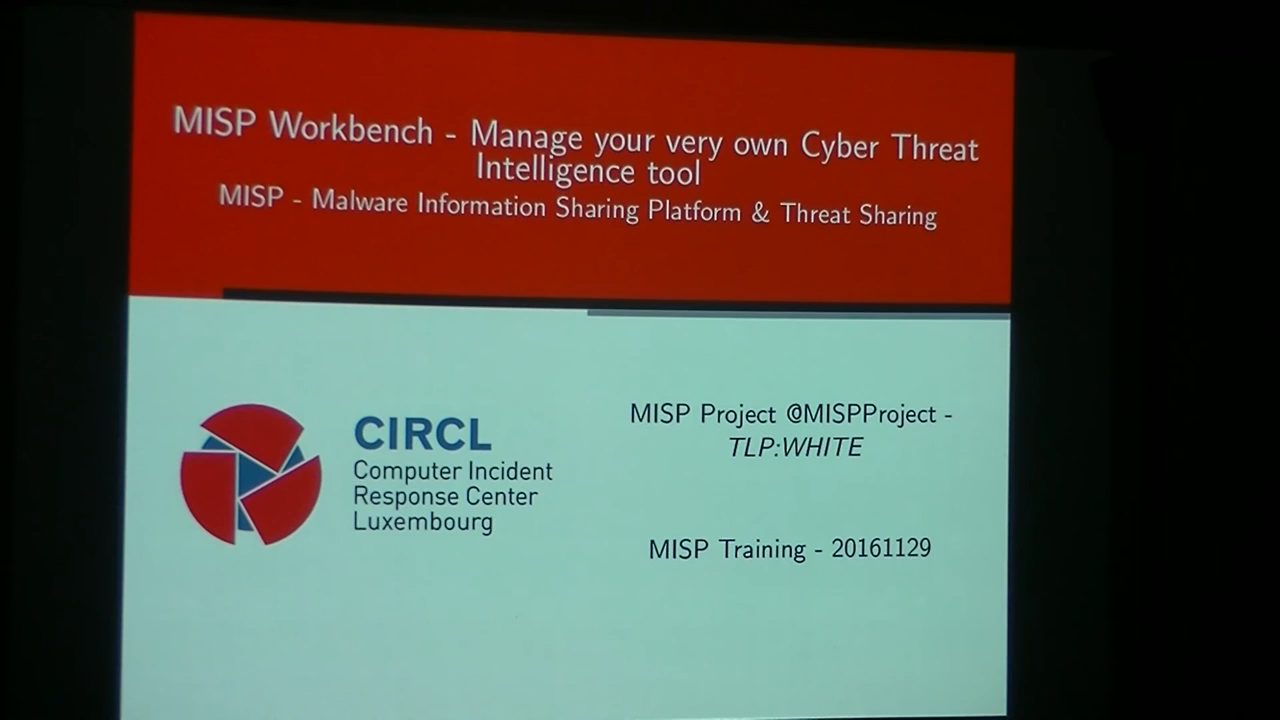 MISP Workbench - Manage your very own Cyber Threat
Intelligence tool
MISP - Malware Information Sharing Platform & Threat Sharing
CIRCL
Computer Incident
Response Center
Luxembourg
MISP Project @MISPProject -
TLP:WHITE
MISP Training - 20161129